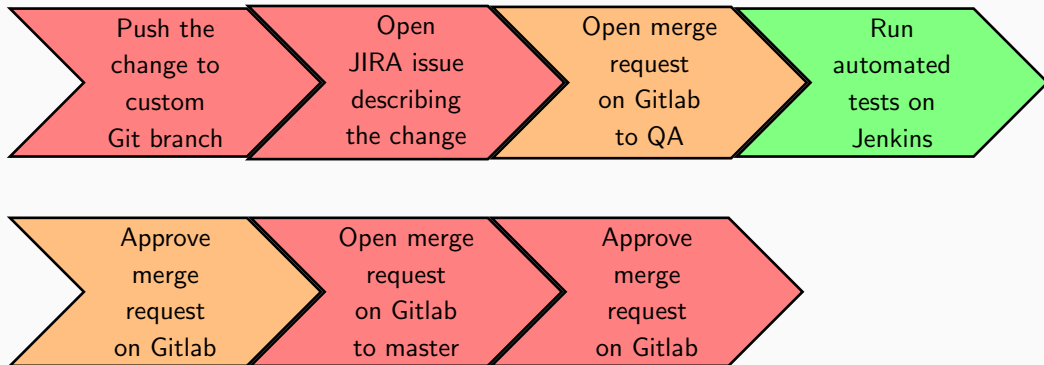 Push the
change to
custom
Git branch
Open
JIRA issue
describing
the change
Open merge
request
on Gitlab
to QA
Run
automated
tests on
Jenkins
Approve
merge
request
on Gitlab
Open merge
request
on Gitlab
to master
Approve
merge
request
on Gitlab